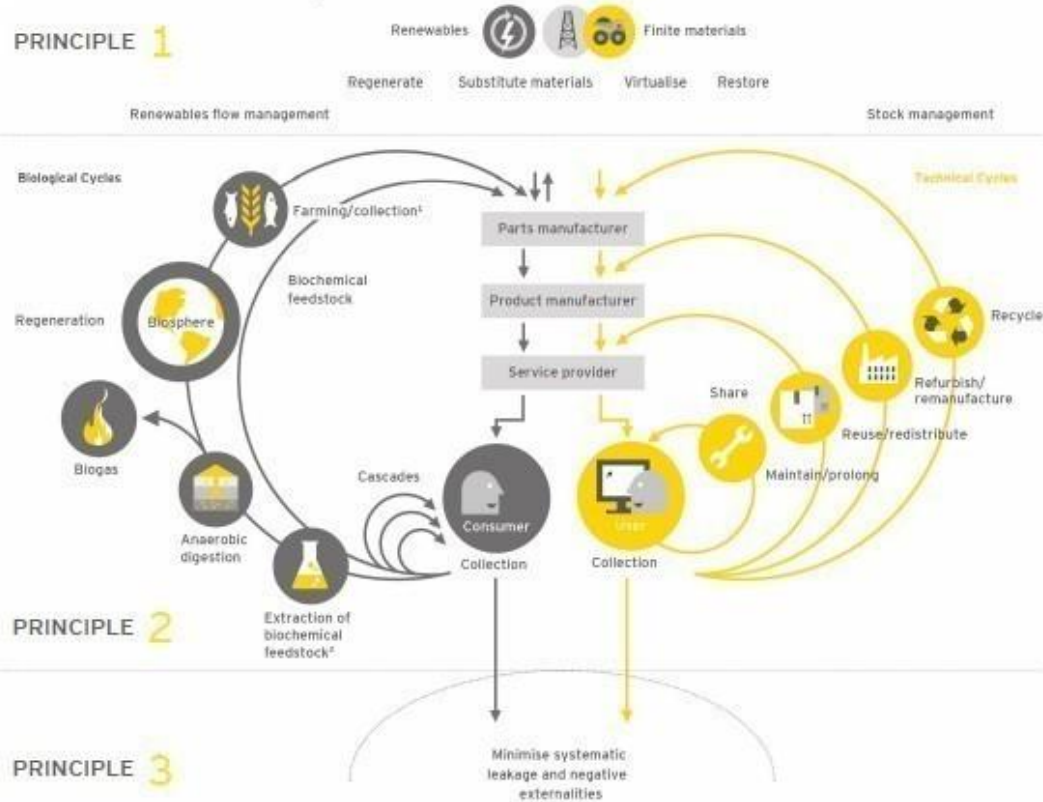 PRINCIPLE 1
Renewables
Finite materials
Regenerate
Substitute materials
Virtualise
Restore
Renewables flow management
Stock management
Biological Cycles
Technical Cycles
Farming/collection¹
Parts manufacturer
Biochemical
feedstock
Product manufacturer
Regeneration
Biosphere
Recycle
Service provider
Share
Refurbish/
remanufacture
Reuse/redistribute
Biogas
Cascades
Maintain/prolong
Consumer
User
Anaerobic
digestion
Collection
Collection
Extraction of
biochemical
feedstock²
PRINCIPLE 2
PRINCIPLE 3
Minimise systematic
leakage and negative
externalities